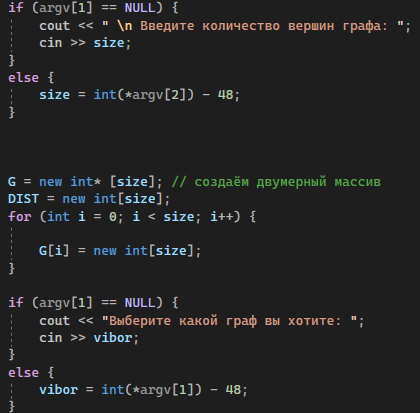 if (argv[1] == NULL) {
cout << " \n Введите количество вершин графа: ";
cin >> size;
}
else {
size = int(*argv[2]) - 48;
}
G = new int* [size]; // создаём двумерный массив
DIST = new int[size];
for (int i = 0; i < size; i++) {
G[i] = new int[size];
}
if (argv[1] == NULL) {
cout << "Выберите какой граф вы хотите: ";
cin >> vibor;
}
else {
vibor = int(*argv[1]) - 48;
}